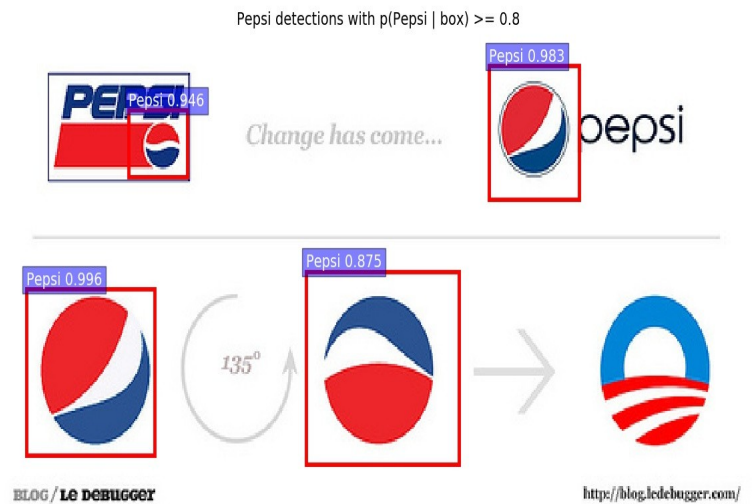 Pepsi detections with p(Pepsi | box) >= 0.8
Pepsi 0.983
PEPSI
Pepsi 0.946
Change has come...
pepsi
Pepsi 0.996
Pepsi 0.875
135º
BLOG / LE DEBUGGER
http://blog.ledebugger.com/